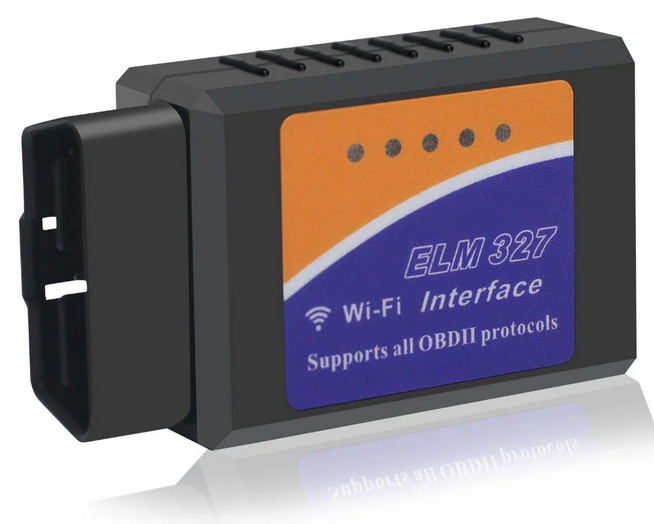 ELM 327
Wi-Fi Interface
Supports all OBDII protocols